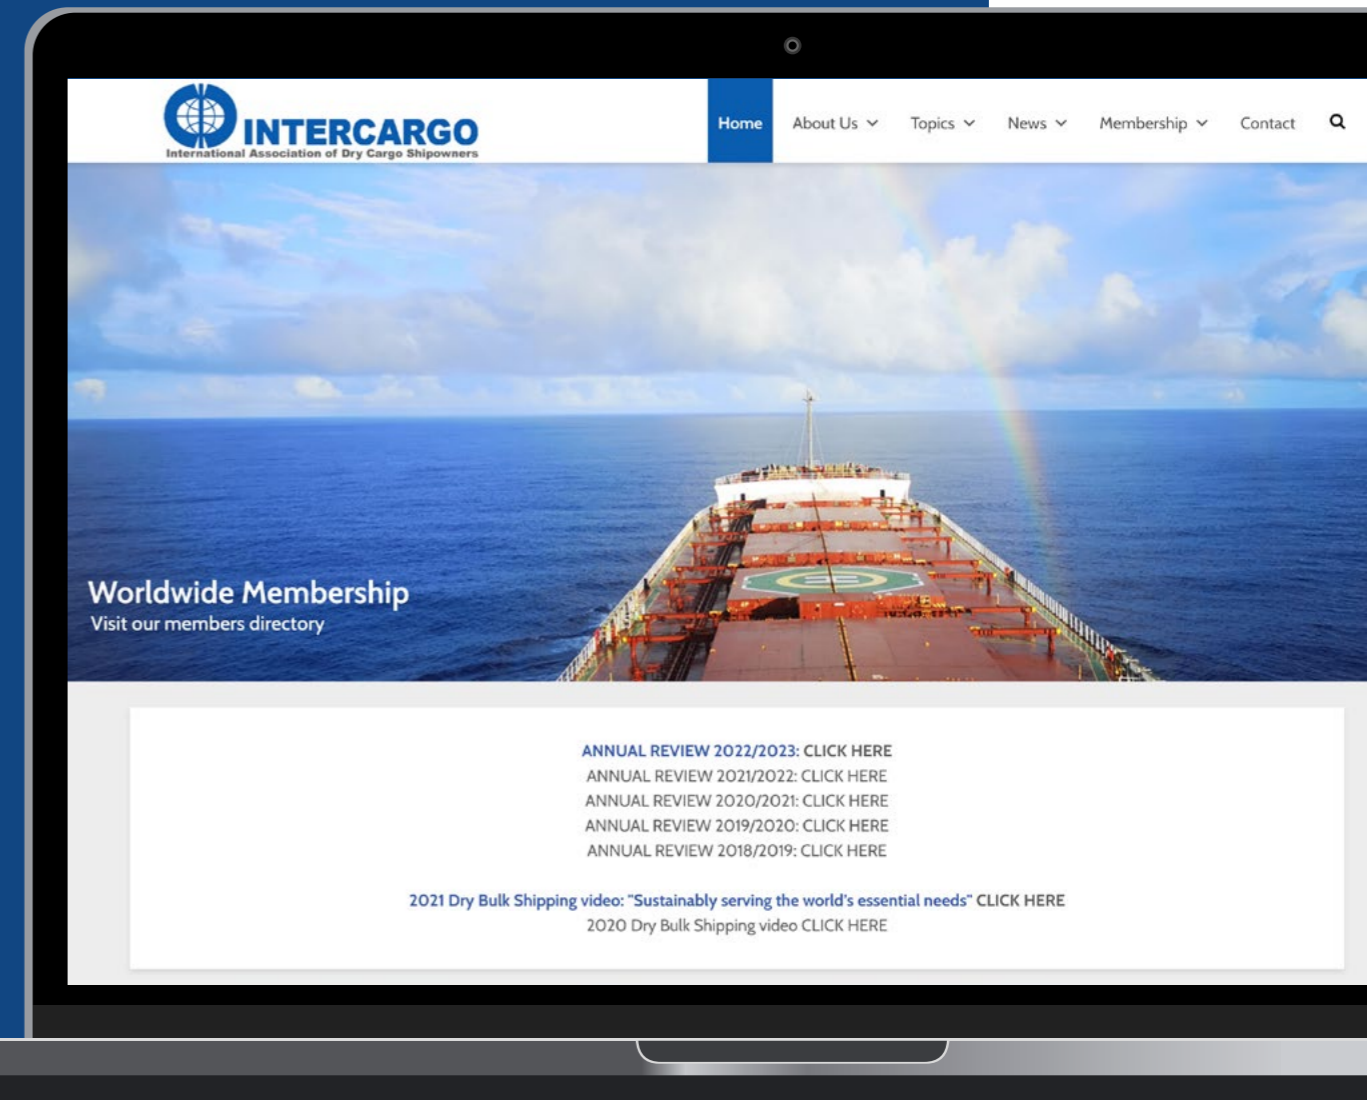 INTERCARGO
International Association of Dry Cargo Shipowners
Home About Us Topics News Membership Contact
Worldwide Membership
Visit our members directory
ANNUAL REVIEW 2022/2023: CLICK HERE
ANNUAL REVIEW 2021/2022: CLICK HERE
ANNUAL REVIEW 2020/2021: CLICK HERE
ANNUAL REVIEW 2019/2020: CLICK HERE
ANNUAL REVIEW 2018/2019: CLICK HERE
2021 Dry Bulk Shipping video: "Sustainably serving the world's essential needs" CLICK HERE
2020 Dry Bulk Shipping video CLICK HERE